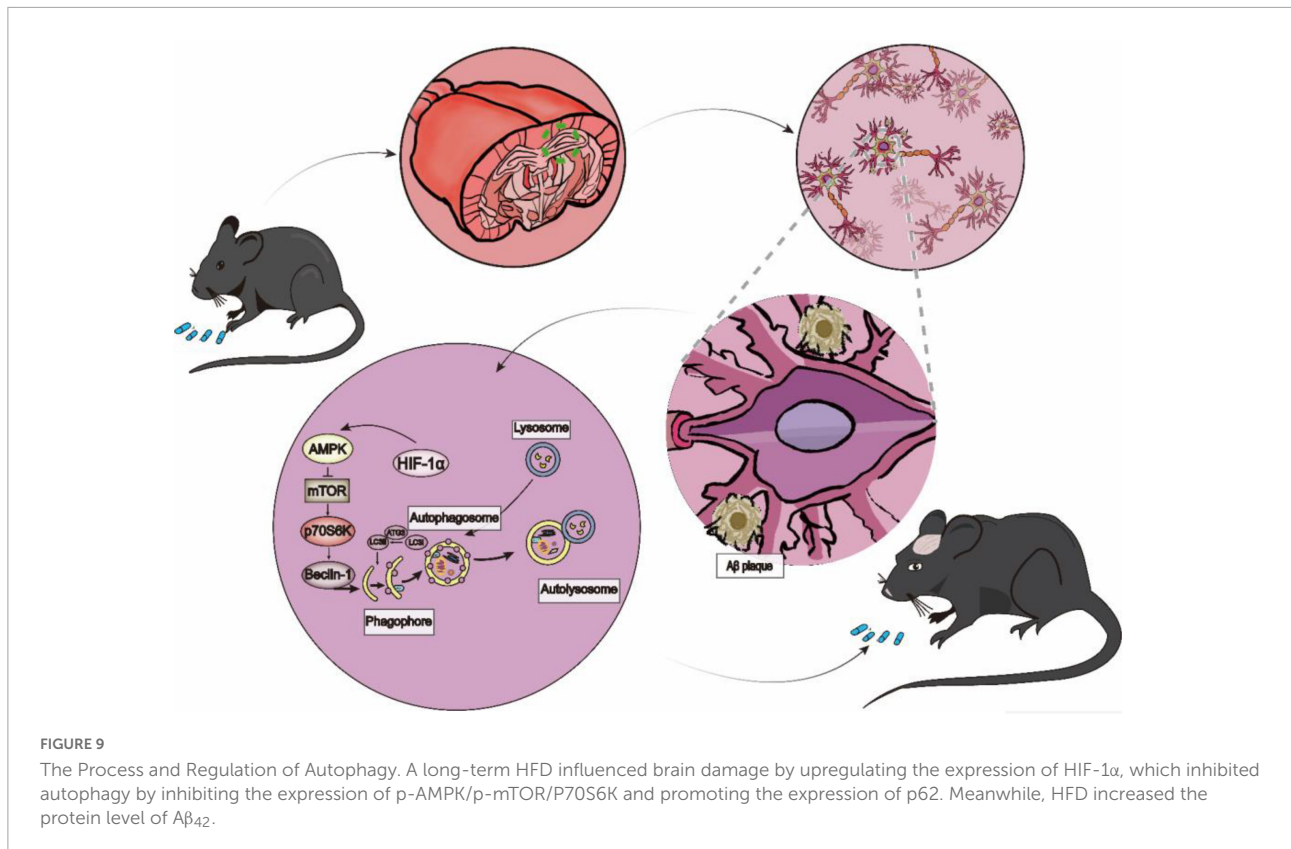 Lysosome
AMPK
HIF-1α
mTOR
Autophagosome
p70S6K
ATG3
LC3II
LC3I
Beclin-1
Autolysosome
Phagophore
Aβ plaque
FIGURE 9
The Process and Regulation of Autophagy. A long-term HFD influenced brain damage by upregulating the expression of HIF-1α, which inhibited
autophagy by inhibiting the expression of p-AMPK/p-mTOR/P70S6K and promoting the expression of p62. Meanwhile, HFD increased the
protein level of Aβ₄₂.